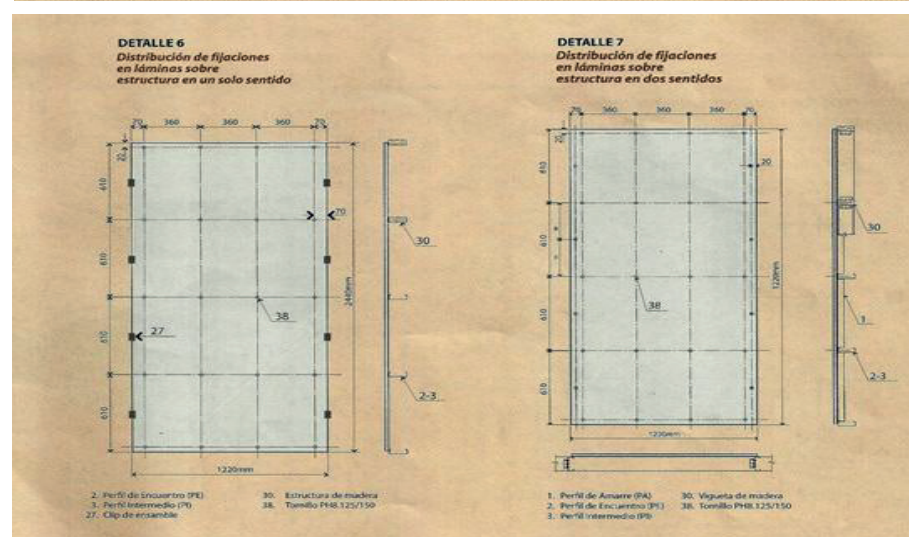 DETALLE 6
Distribución de fijaciones
en láminas sobre
estructura en un solo sentido
70 360 360 360 70
20
610
610
610
610
70
30
38
27
2-3
2440mm
1220mm
2. Perfil de Encuentro (PE)
3. Perfil Intermedio (PI)
27. Clip de ensamble
30. Estructura de madera
38. Tornillo PH8.125/150
DETALLE 7
Distribución de fijaciones
en láminas sobre
estructura en dos sentidos
70 360 360 360 70
20
20
610
610
610
610
30
38
1
2-3
1220mm
1220mm
1. Perfil de Amarre (PA)
2. Perfil de Encuentro (PE)
3. Perfil Intermedio (PI)
30. Vigueta de madera
38. Tornillo PH8.125/150